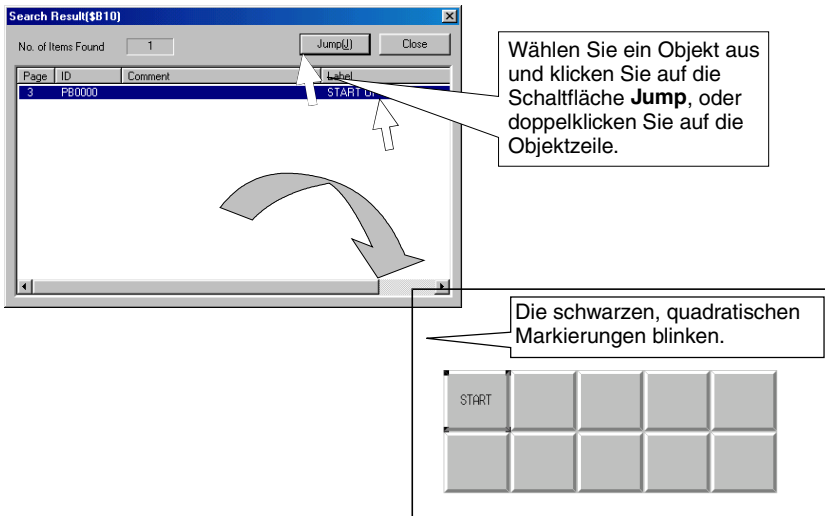 Search Result($B10)
No. of Items Found 1 Jump(J) Close
Page ID Comment Label
3 PB0000 START
Wählen Sie ein Objekt aus
und klicken Sie auf die
Schaltfläche Jump, oder
doppelklicken Sie auf die
Objektzeile.
Die schwarzen, quadratischen
Markierungen blinken.
START